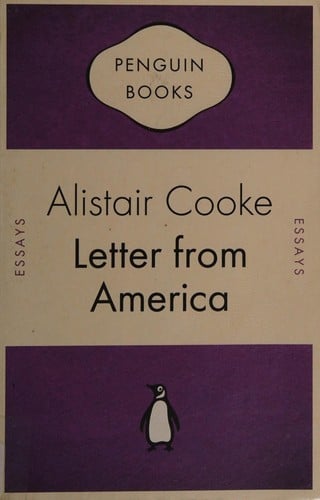 PENGUIN
BOOKS
Alistair Cooke
Letter from
America
ESSAYS
ESSAYS